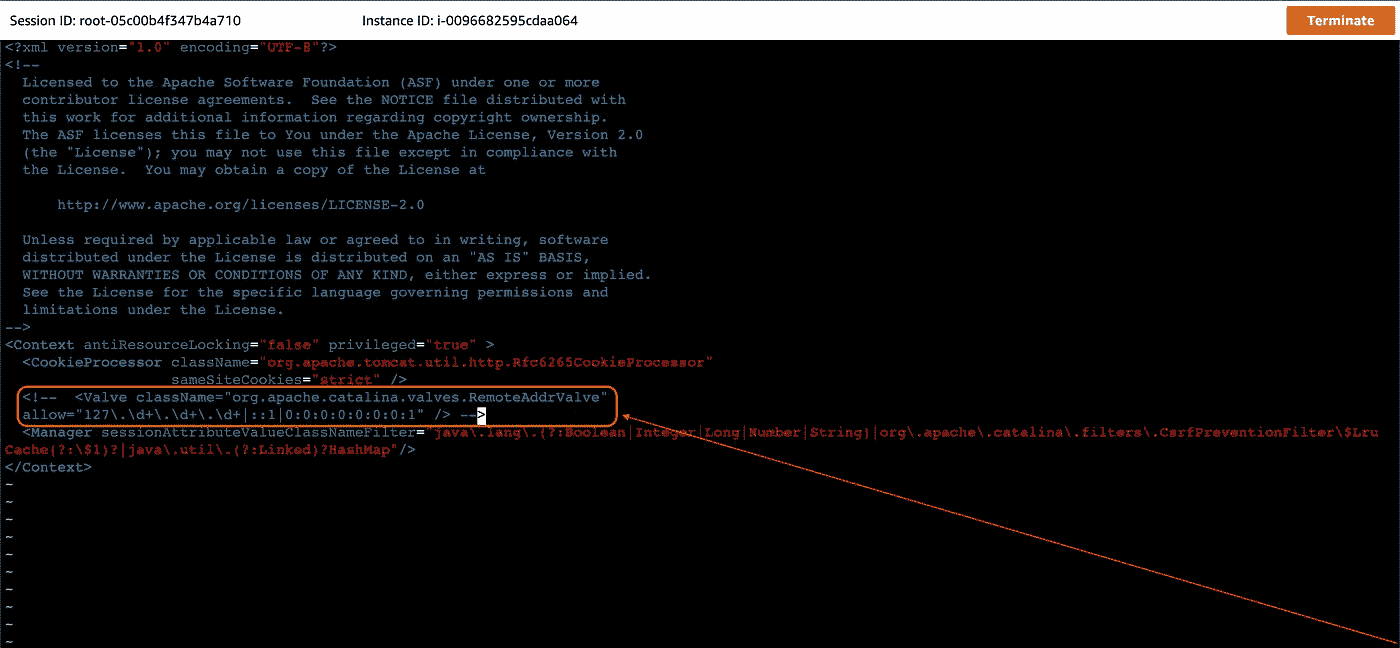 Session ID: root-05c00b4f347b4a710 Instance ID: i-0096682595cdaa064 Terminate
<?xml version="1.0" encoding="UTF-8"?>
<!--
  Licensed to the Apache Software Foundation (ASF) under one or more
  contributor license agreements.  See the NOTICE file distributed with
  this work for additional information regarding copyright ownership.
  The ASF licenses this file to You under the Apache License, Version 2.0
  (the "License"); you may not use this file except in compliance with
  the License.  You may obtain a copy of the License at

      http://www.apache.org/licenses/LICENSE-2.0

  Unless required by applicable law or agreed to in writing, software
  distributed under the License is distributed on an "AS IS" BASIS,
  WITHOUT WARRANTIES OR CONDITIONS OF ANY KIND, either express or implied.
  See the License for the specific language governing permissions and
  limitations under the License.
-->
<Context antiResourceLocking="false" privileged="true" >
  <CookieProcessor className="org.apache.tomcat.util.http.Rfc6265CookieProcessor"
                   sameSiteCookies="strict" />
  <!--  <Valve className="org.apache.catalina.valves.RemoteAddrValve"
  allow="127\.\d+\.\d+\.\d+|::1|0:0:0:0:0:0:0:1" /> -->
  <Manager sessionAttributeValueClassNameFilter="java\.lang\.(?:Boolean|Integer|Long|Number|String)|org\.apache\.catalina\.filters\.CsrfPreventionFilter\$Lru
Cache(?:\$1)?|java\.util\.(?:Linked)?HashMap"/>
</Context>
~
~
~
~
~
~
~
~
~
~